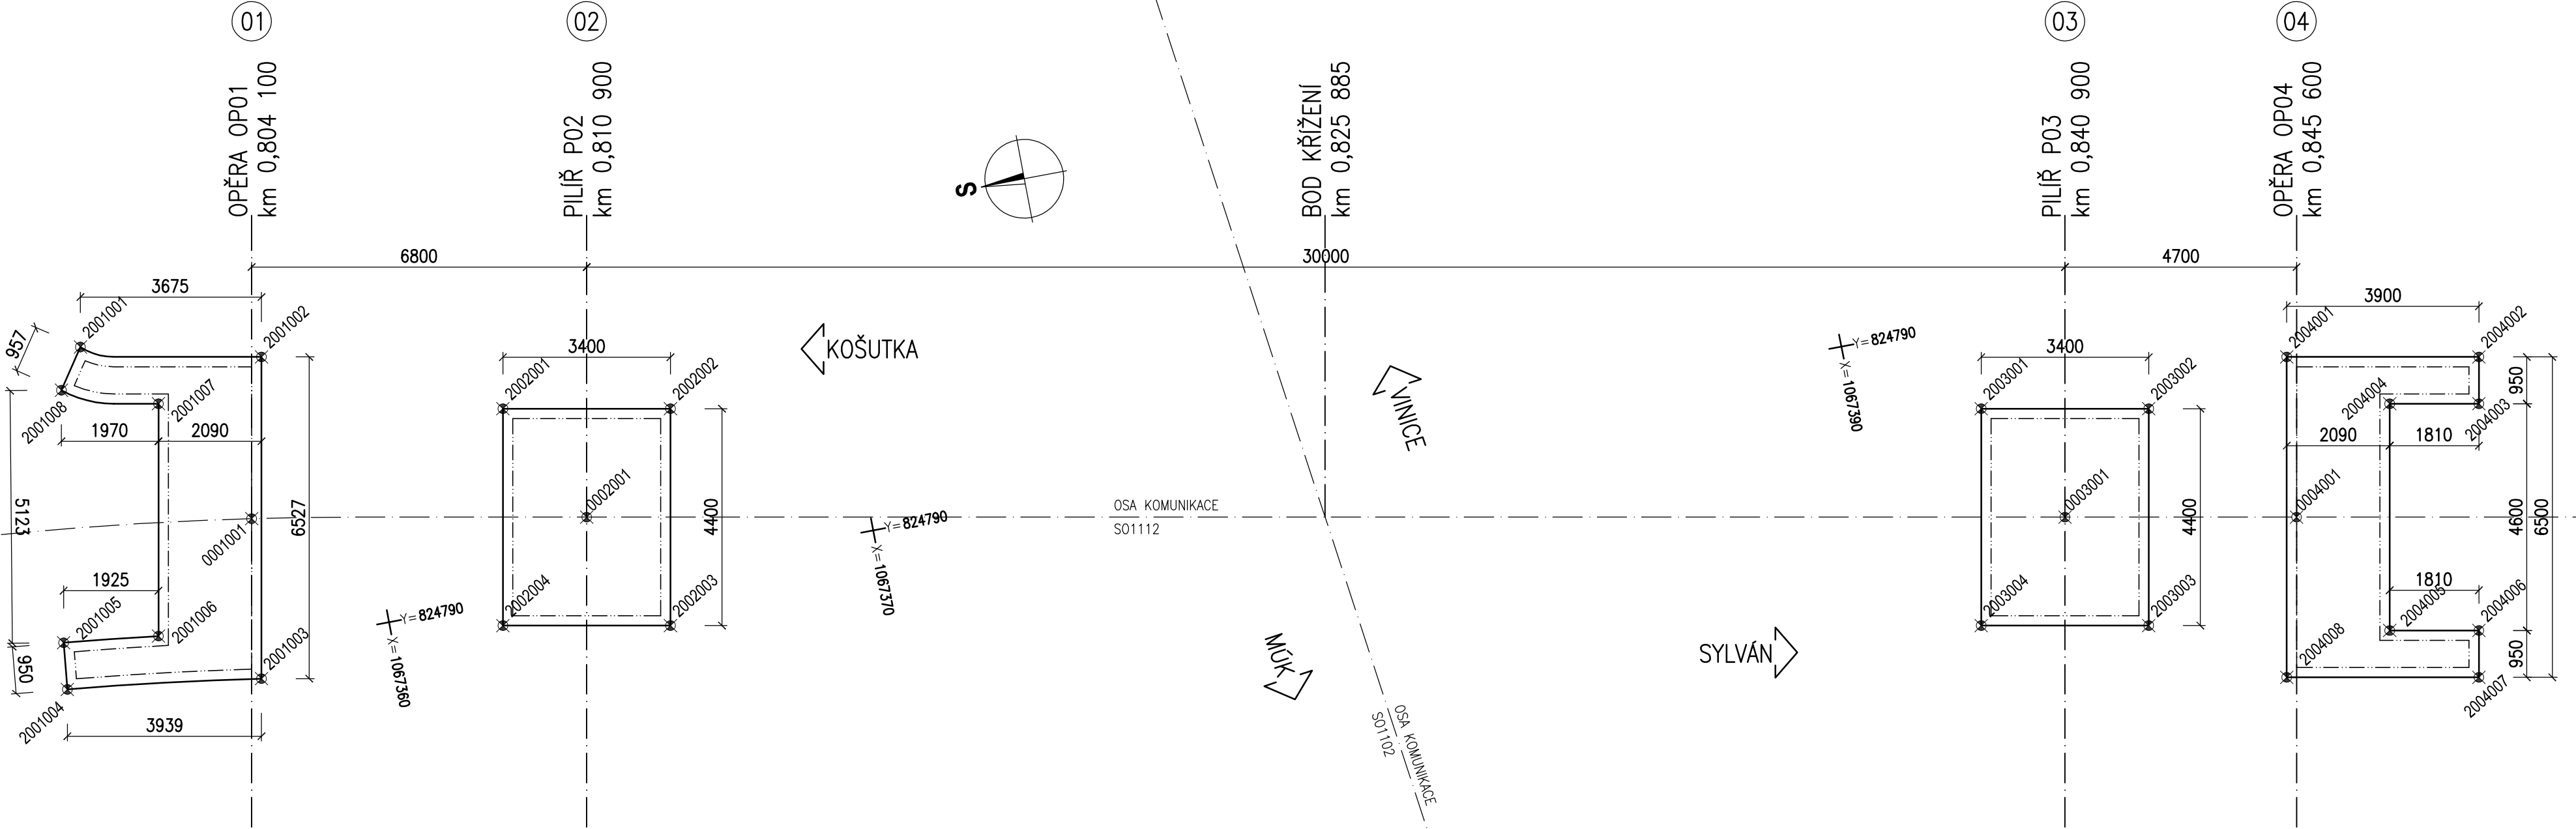 01
02
03
04
OPĚRA OP01
km 0,804 100
PILÍŘ P02
km 0,810 900
BOD KŘÍŽENÍ
km 0,825 885
PILÍŘ P03
km 0,840 900
OPĚRA OP04
km 0,845 600
S
6800
30000
4700
3675
957
2001001
2001002
2001007
2001008
1970
2090
5123
6527
0001001
1925
2001005
2001006
2001003
950
2001004
3939
3400
2002001
2002002
0002001
4400
2002004
2002003
KOŠUTKA
Y=824790
X=1067360
Y=824790
X=1067370
OSA KOMUNIKACE
SO1112
VINICE
MÚK
OSA KOMUNIKACE
SO1102
SYLVÁN
Y=824790
X=1067390
3400
2003001
2003002
0003001
4400
2003004
2003003
3900
2004001
2004002
2004004
2004003
950
2090
1810
0004001
4600
6500
1810
2004005
2004006
2004008
950
2004007